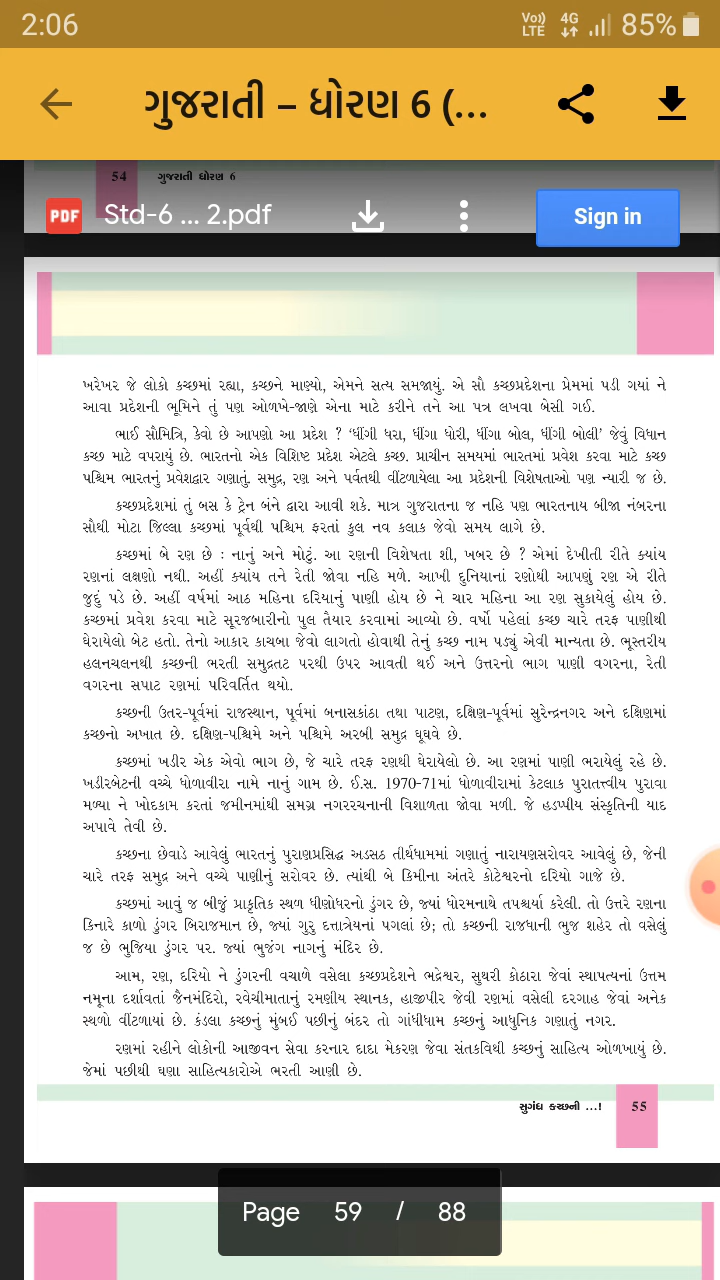 2:06
Vo)) LTE 4G 85%
ગુજરાતી – ધોરણ 6 (...
54 ગુજરાતી ધોરણ 6
PDF Std-6 ... 2.pdf Sign in
ખરેખર જે લોકો કચ્છમાં રહ્યા, કચ્છને માણ્યો, એમને સત્ય સમજાયું. એ સૌ કચ્છપ્રદેશના પ્રેમમાં પડી ગયાં ને
આવા પ્રદેશની ભૂમિને તું પણ ઓળખે-જાણે એના માટે કરીને તને આ પત્ર લખવા બેસી ગઈ.
ભાઈ સૌમિત્રિ, કેવો છે આપણો આ પ્રદેશ ? ‘ધીંગી ધરા, ધીંગા ધોરી, ધીંગા બોલ, ધીંગી બોલી’ જેવું વિધાન
કચ્છ માટે વપરાયું છે. ભારતનો એક વિશિષ્ટ પ્રદેશ એટલે કચ્છ. પ્રાચીન સમયમાં ભારતમાં પ્રવેશ કરવા માટે કચ્છ
પશ્ચિમ ભારતનું પ્રવેશદ્વાર ગણાતું. સમુદ્ર, રણ અને પર્વતથી વીંટળાયેલા આ પ્રદેશની વિશેષતાઓ પણ ન્યારી જ છે.
કચ્છપ્રદેશમાં તું બસ કે ટ્રેન બંને દ્વારા આવી શકે. માત્ર ગુજરાતના જ નહિ પણ ભારતનાય બીજા નંબરના
સૌથી મોટા જિલ્લા કચ્છમાં પૂર્વથી પશ્ચિમ ફરતાં કુલ નવ કલાક જેવો સમય લાગે છે.
કચ્છમાં બે રણ છે : નાનું અને મોટું. આ રણની વિશેષતા શી, ખબર છે ? એમાં દેખીતી રીતે ક્યાંય
રણનાં લક્ષણો નથી. અહીં ક્યાંય તને રેતી જોવા નહિ મળે. આખી દુનિયાનાં રણોથી આપણું રણ એ રીતે
જુદું પડે છે. અહીં વર્ષમાં આઠ મહિના દરિયાનું પાણી હોય છે ને ચાર મહિના આ રણ સુકાયેલું હોય છે.
કચ્છમાં પ્રવેશ કરવા માટે સૂરજબારીનો પુલ તૈયાર કરવામાં આવ્યો છે. વર્ષો પહેલાં કચ્છ ચારે તરફ પાણીથી
ઘેરાયેલો બેટ હતો. તેનો આકાર કાચબા જેવો લાગતો હોવાથી તેનું કચ્છ નામ પડ્યું એવી માન્યતા છે. ભૂસ્તરીય
હલનચલનથી કચ્છની ભરતી સમુદ્રતટ પરથી ઉપર આવતી થઈ અને ઉત્તરનો ભાગ પાણી વગરના, રેતી
વગરના સપાટ રણમાં પરિવર્તિત થયો.
કચ્છની ઉતર-પૂર્વમાં રાજસ્થાન, પૂર્વમાં બનાસકાંઠા તથા પાટણ, દક્ષિણ-પૂર્વમાં સુરેન્દ્રનગર અને દક્ષિણમાં
કચ્છનો અખાત છે. દક્ષિણ-પશ્ચિમે અને પશ્ચિમે અરબી સમુદ્ર ઘૂઘવે છે.
કચ્છમાં ખડીર એક એવો ભાગ છે, જે ચારે તરફ રણથી ઘેરાયેલો છે. આ રણમાં પાણી ભરાયેલું રહે છે.
ખડીરબેટની વચ્ચે ધોળાવીરા નામે નાનું ગામ છે. ઈ.સ. 1970-71માં ધોળાવીરામાં કેટલાક પુરાતત્ત્વીય પુરાવા
મળ્યા ને ખોદકામ કરતાં જમીનમાંથી સમગ્ર નગરરચનાની વિશાળતા જોવા મળી. જે હડપ્પીય સંસ્કૃતિની યાદ
અપાવે તેવી છે.
કચ્છના છેવાડે આવેલું ભારતનું પુરાણપ્રસિદ્ધ અડસઠ તીર્થધામમાં ગણાતું નારાયણસરોવર આવેલું છે, જેની
ચારે તરફ સમુદ્ર અને વચ્ચે પાણીનું સરોવર છે. ત્યાંથી બે કિમીના અંતરે કોટેશ્વરનો દરિયો ગાજે છે.
કચ્છમાં આવું જ બીજું પ્રાકૃતિક સ્થળ ધીણોધરનો ડુંગર છે, જ્યાં ધોરમનાથે તપશ્ચર્યા કરેલી. તો ઉત્તરે રણના
કિનારે કાળો ડુંગર બિરાજમાન છે, જ્યાં ગુરુ દત્તાત્રેયનાં પગલાં છે; તો કચ્છની રાજધાની ભુજ શહેર તો વસેલું
જ છે ભુજિયા ડુંગર પર. જ્યાં ભુજંગ નાગનું મંદિર છે.
આમ, રણ, દરિયો ને ડુંગરની વચાળે વસેલા કચ્છપ્રદેશને ભદ્રેશ્વર, સુથરી કોઠારા જેવાં સ્થાપત્યનાં ઉત્તમ
નમૂના દર્શાવતાં જૈનમંદિરો, રવેચીમાતાનું રમણીય સ્થાનક, હાજીપીર જેવી રણમાં વસેલી દરગાહ જેવાં અનેક
સ્થળો વીંટળાયાં છે. કંડલા કચ્છનું મુંબઈ પછીનું બંદર તો ગાંધીધામ કચ્છનું આધુનિક ગણાતું નગર.
રણમાં રહીને લોકોની આજીવન સેવા કરનાર દાદા મેકરણ જેવા સંતકવિથી કચ્છનું સાહિત્ય ઓળખાયું છે.
જેમાં પછીથી ઘણા સાહિત્યકારોએ ભરતી આણી છે.
સુગંધ કચ્છની ...! 55
Page 59 / 88